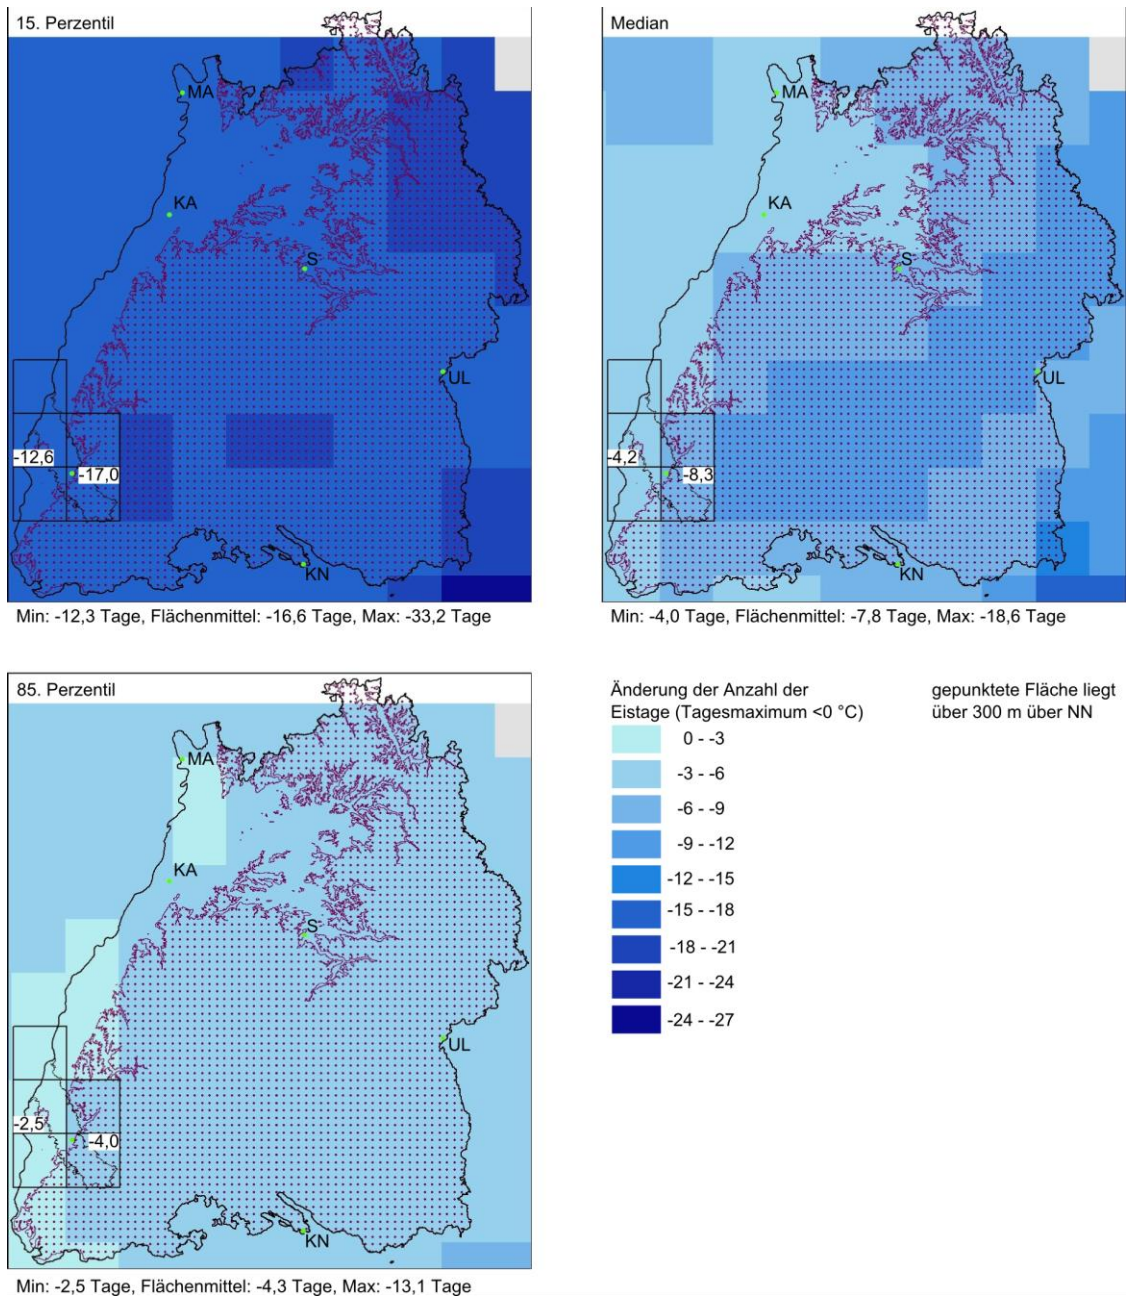 15. Perzentil
MA
KA
S
UL
-12,6
-17,0
KN
Min: -12,3 Tage, Flächenmittel: -16,6 Tage, Max: -33,2 Tage
Median
MA
KA
S
UL
-4,2
-8,3
KN
Min: -4,0 Tage, Flächenmittel: -7,8 Tage, Max: -18,6 Tage
85. Perzentil
MA
KA
S
UL
-2,5
-4,0
KN
Min: -2,5 Tage, Flächenmittel: -4,3 Tage, Max: -13,1 Tage
Änderung der Anzahl der
Eistage (Tagesmaximum <0 °C)
0 - -3
-3 - -6
-6 - -9
-9 - -12
-12 - -15
-15 - -18
-18 - -21
-21 - -24
-24 - -27
gepunktete Fläche liegt
über 300 m über NN